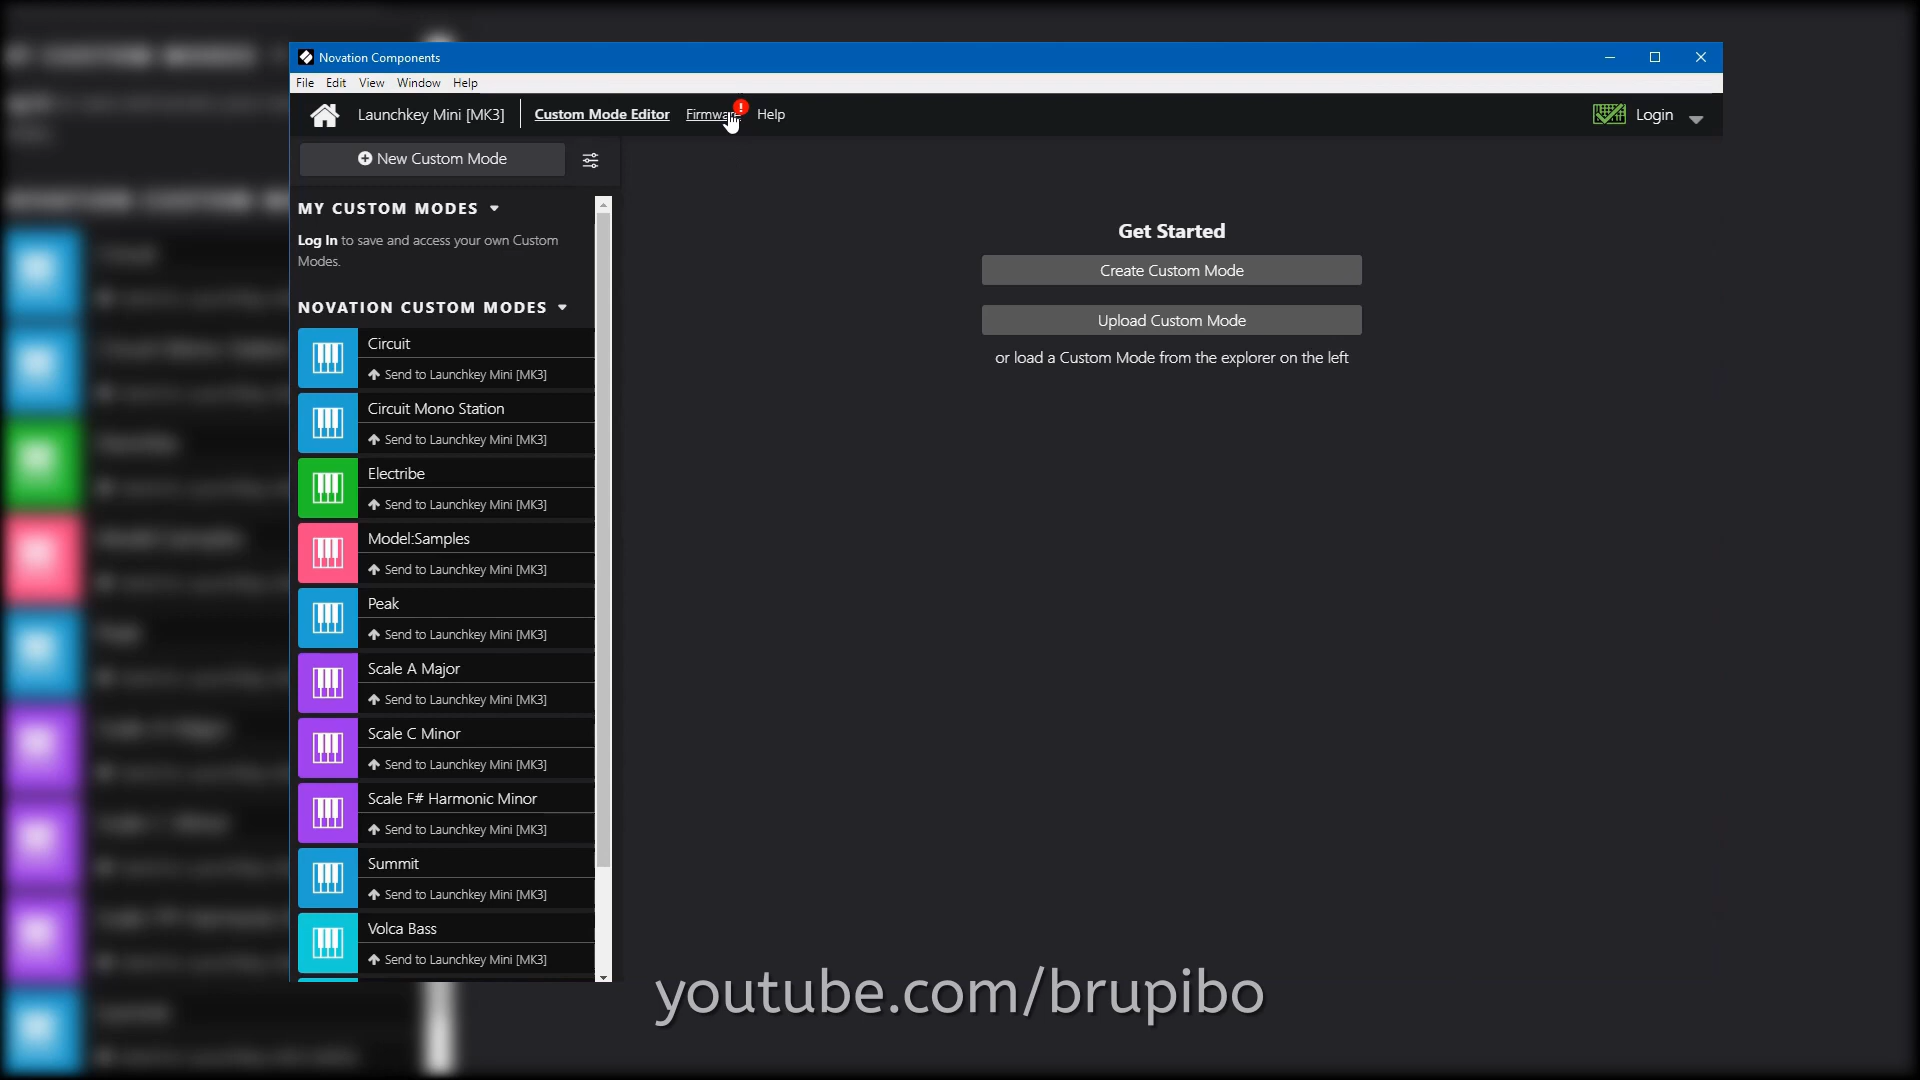 Novation Components
File Edit View Window Help
Launchkey Mini [MK3] Custom Mode Editor Firmware ! Help Login
New Custom Mode
MY CUSTOM MODES
Log In to save and access your own Custom
Modes.
NOVATION CUSTOM MODES
Circuit
Send to Launchkey Mini [MK3]
Circuit Mono Station
Send to Launchkey Mini [MK3]
Electribe
Send to Launchkey Mini [MK3]
Model:Samples
Send to Launchkey Mini [MK3]
Peak
Send to Launchkey Mini [MK3]
Scale A Major
Send to Launchkey Mini [MK3]
Scale C Minor
Send to Launchkey Mini [MK3]
Scale F# Harmonic Minor
Send to Launchkey Mini [MK3]
Summit
Send to Launchkey Mini [MK3]
Volca Bass
Send to Launchkey Mini [MK3]
Get Started
Create Custom Mode
Upload Custom Mode
or load a Custom Mode from the explorer on the left
youtube.com/brupibo